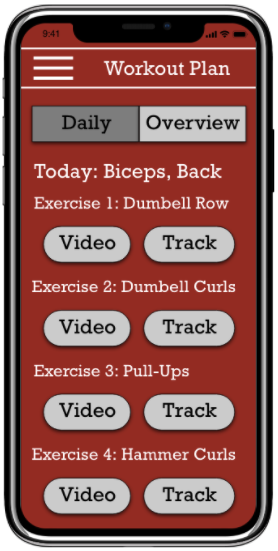 9:41
Workout Plan
Daily Overview
Today: Biceps, Back
Exercise 1: Dumbell Row
Video Track
Exercise 2: Dumbell Curls
Video Track
Exercise 3: Pull-Ups
Video Track
Exercise 4: Hammer Curls
Video Track